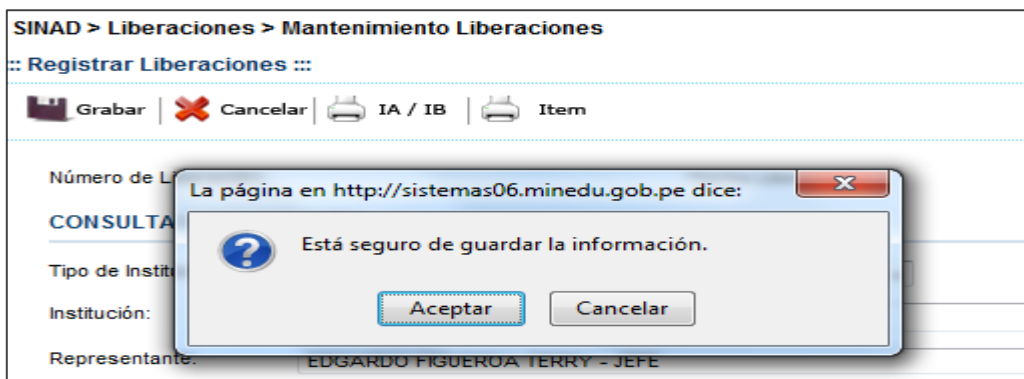 SINAD > Liberaciones > Mantenimiento Liberaciones
:: Registrar Liberaciones :::
Grabar Cancelar IA / IB Item
Número de
La página en http://sistemas06.minedu.gob.pe dice:
CONSULTA
Está seguro de guardar la información.
Tipo de
Aceptar Cancelar
Institución:
Representante: EDGARDO FIGUEROA TERRY - JEFE